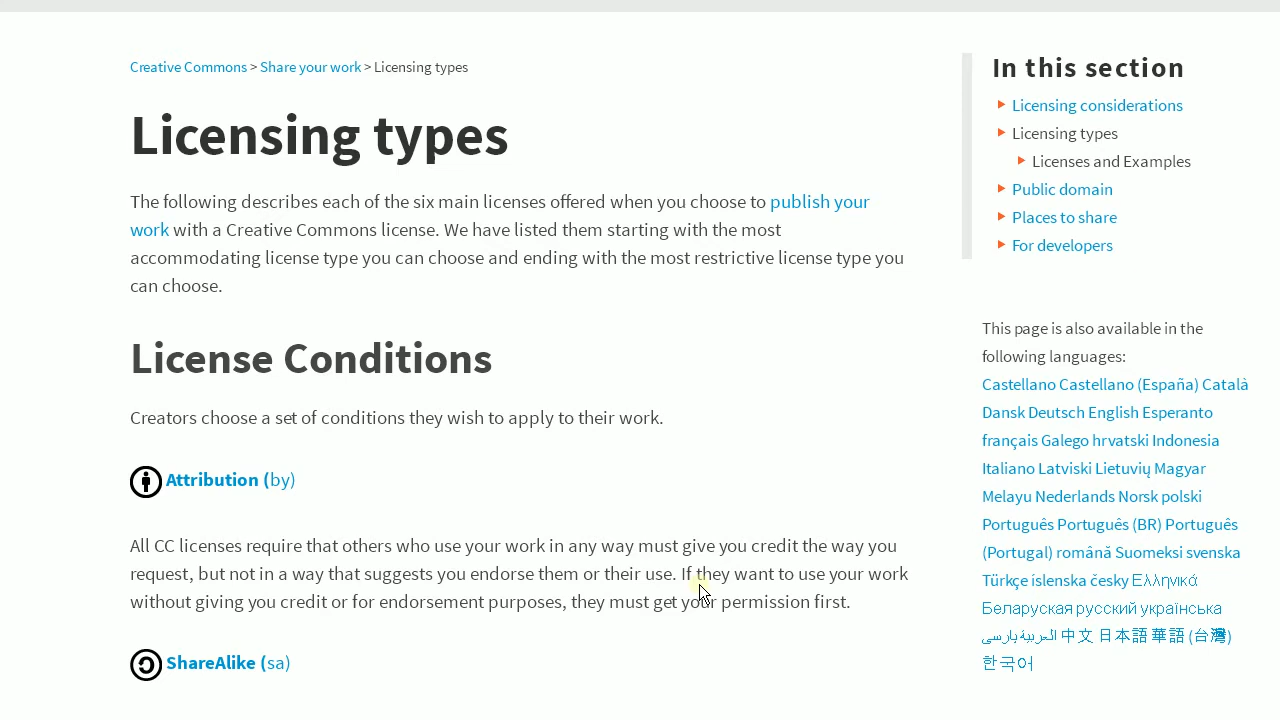 Creative Commons > Share your work > Licensing types
Licensing types
The following describes each of the six main licenses offered when you choose to publish your
work with a Creative Commons license. We have listed them starting with the most
accommodating license type you can choose and ending with the most restrictive license type you
can choose.
License Conditions
Creators choose a set of conditions they wish to apply to their work.
Attribution (by)
All CC licenses require that others who use your work in any way must give you credit the way you
request, but not in a way that suggests you endorse them or their use. If they want to use your work
without giving you credit or for endorsement purposes, they must get your permission first.
ShareAlike (sa)
In this section
Licensing considerations
Licensing types
Licenses and Examples
Public domain
Places to share
For developers
This page is also available in the
following languages:
Castellano Castellano (España) Català
Dansk Deutsch English Esperanto
français Galego hrvatski Indonesia
Italiano Latviski Lietuvių Magyar
Melayu Nederlands Norsk polski
Português Português (BR) Português
(Portugal) română Suomeksi svenska
Türkçe íslenska česky Ελληνικά
Беларуская русский українська
العربية پارسی 中文 日本語 華語 (台灣)
한국어